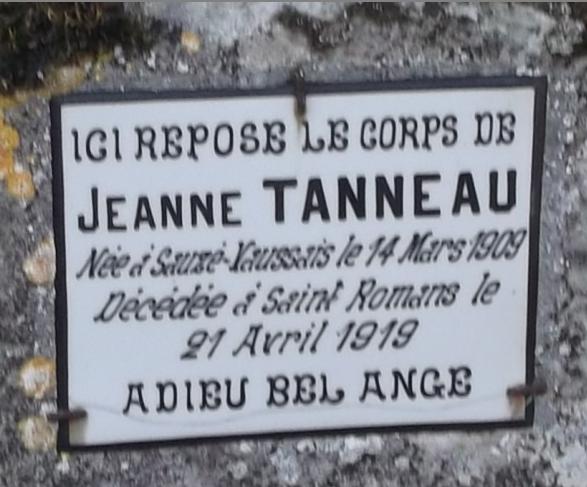 ICI REPOSE LE CORPS DE
JEANNE TANNEAU
Née à Sauzé-Vaussais le 14 Mars 1909
Décédée à Saint Romans le
21 Avril 1919
ADIEU BEL ANGE